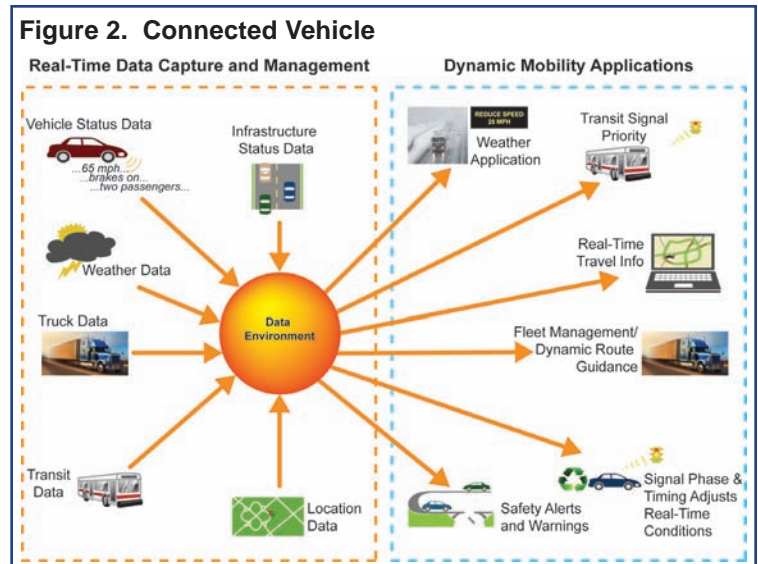 Figure 2.  Connected Vehicle
Real-Time Data Capture and Management
Dynamic Mobility Applications
Vehicle Status Data
...65 mph...
...brakes on...
...two passengers...
Infrastructure
Status Data
Weather Data
Truck Data
Transit
Data
Location
Data
Data
Environment
REDUCE SPEED
25 MPH
Weather
Application
Transit Signal
Priority
Real-Time
Travel Info
Fleet Management/
Dynamic Route
Guidance
Safety Alerts
and Warnings
Signal Phase &
Timing Adjusts
Real-Time
Conditions